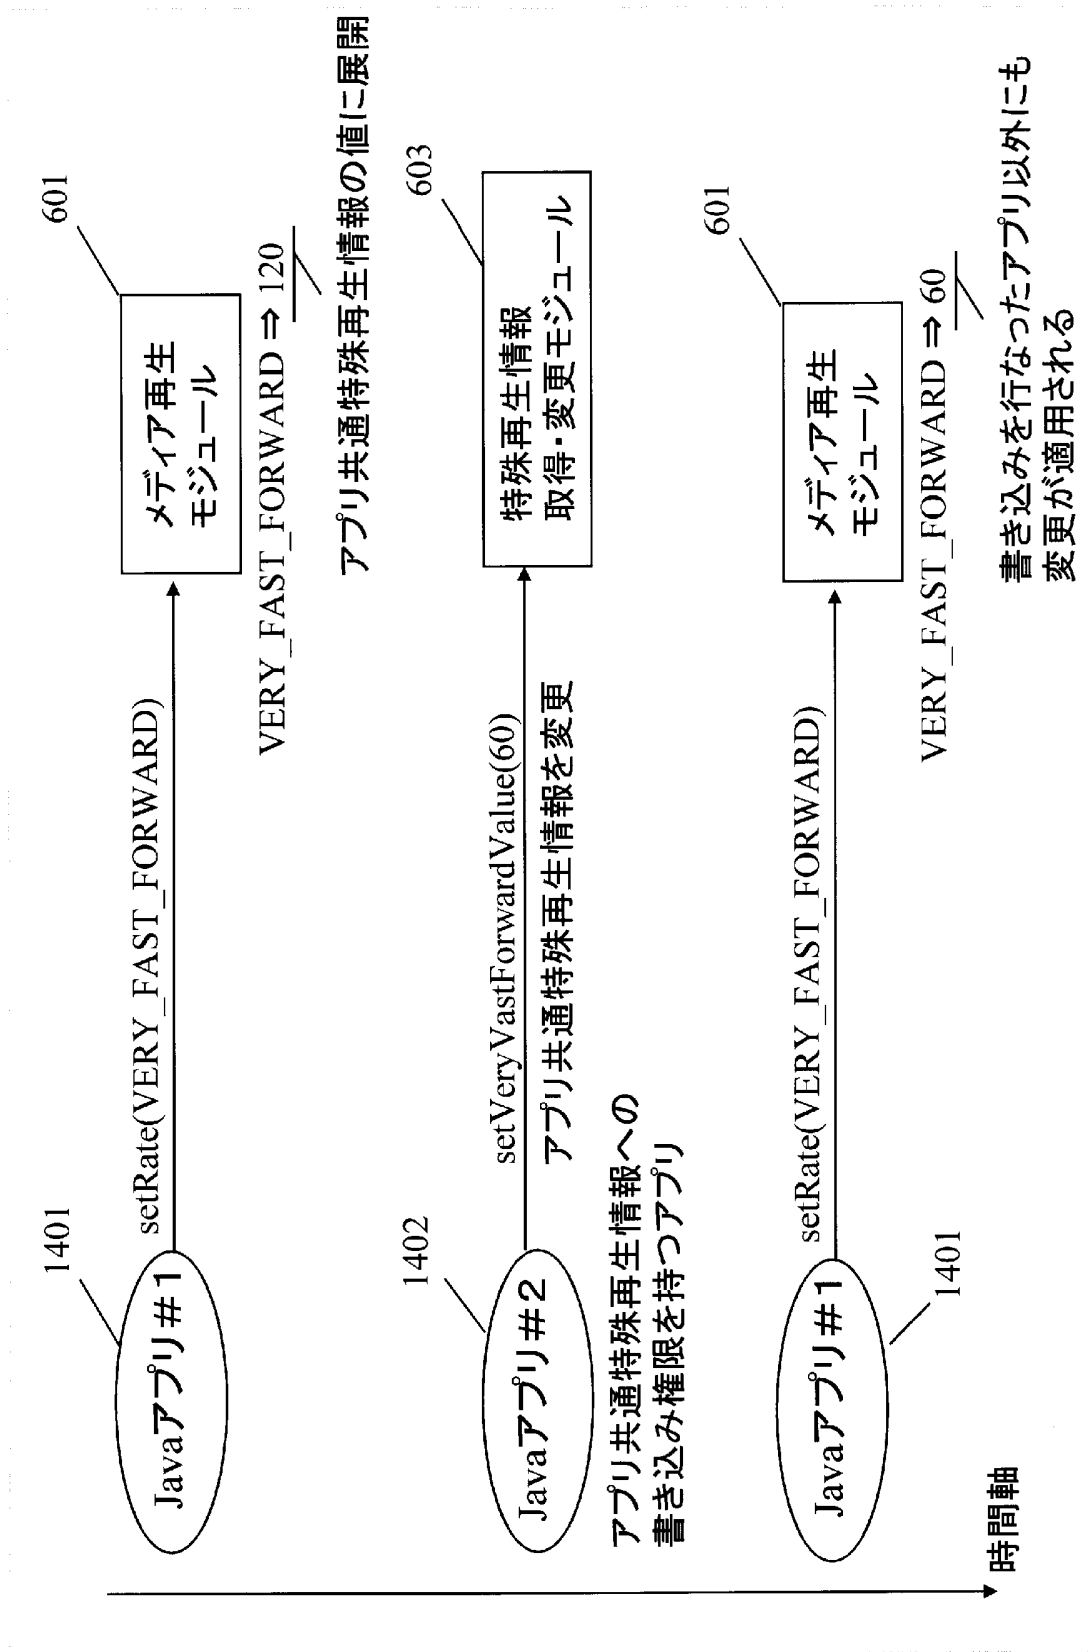 1401
Javaアプリ＃1
setRate(VERY_FAST_FORWARD)
601
メディア再生
モジュール
VERY_FAST_FORWARD ⇒ 120
アプリ共通特殊再生情報の値に展開
1402
Javaアプリ＃2
アプリ共通特殊再生情報への
書き込み権限を持つアプリ
setVeryVastForwardValue(60)
アプリ共通特殊再生情報を変更
603
特殊再生情報
取得・変更モジュール
Javaアプリ＃1
1401
setRate(VERY_FAST_FORWARD)
601
メディア再生
モジュール
VERY_FAST_FORWARD ⇒ 60
書き込みを行なったアプリ以外にも
変更が適用される
時間軸